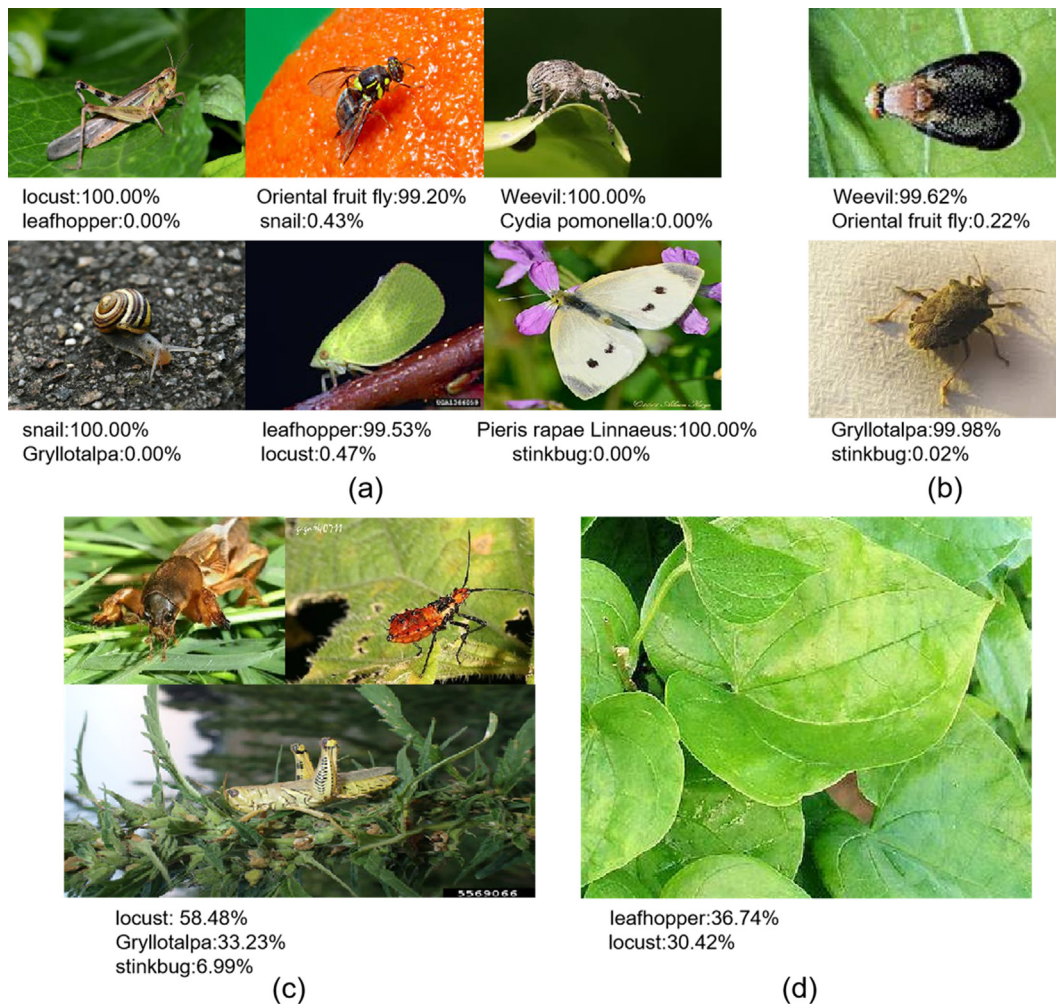 locust:100.00%
leafhopper:0.00%
Oriental fruit fly:99.20%
snail:0.43%
Weevil:100.00%
Cydia pomonella:0.00%
Weevil:99.62%
Oriental fruit fly:0.22%
UGA1366059
snail:100.00%
Gryllotalpa:0.00%
leafhopper:99.53%
locust:0.47%
Pieris rapae Linnaeus:100.00%
stinkbug:0.00%
Gryllotalpa:99.98%
stinkbug:0.02%
(a)
(b)
5569066
locust: 58.48%
Gryllotalpa:33.23%
stinkbug:6.99%
leafhopper:36.74%
locust:30.42%
(c)
(d)